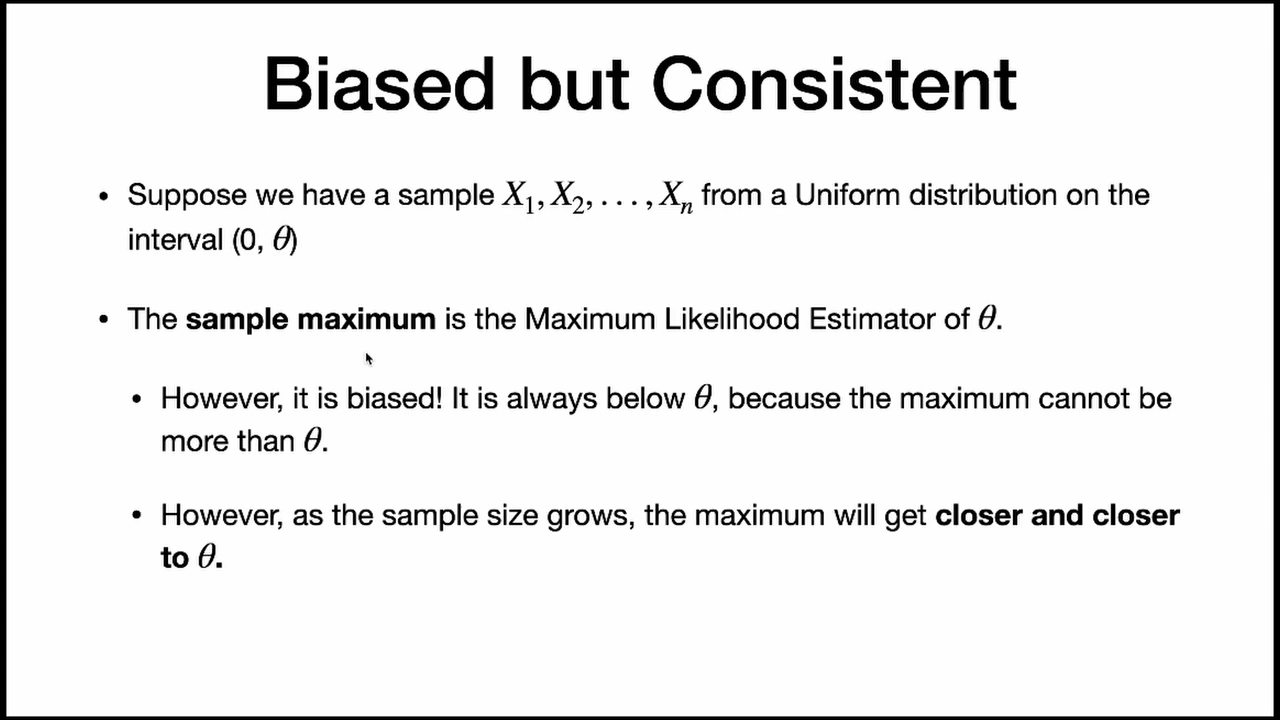 Biased but Consistent
• Suppose we have a sample X₁, X₂, . . . , Xₙ from a Uniform distribution on the
interval (0, θ)
• The sample maximum is the Maximum Likelihood Estimator of θ.
• However, it is biased! It is always below θ, because the maximum cannot be
more than θ.
• However, as the sample size grows, the maximum will get closer and closer
to θ.